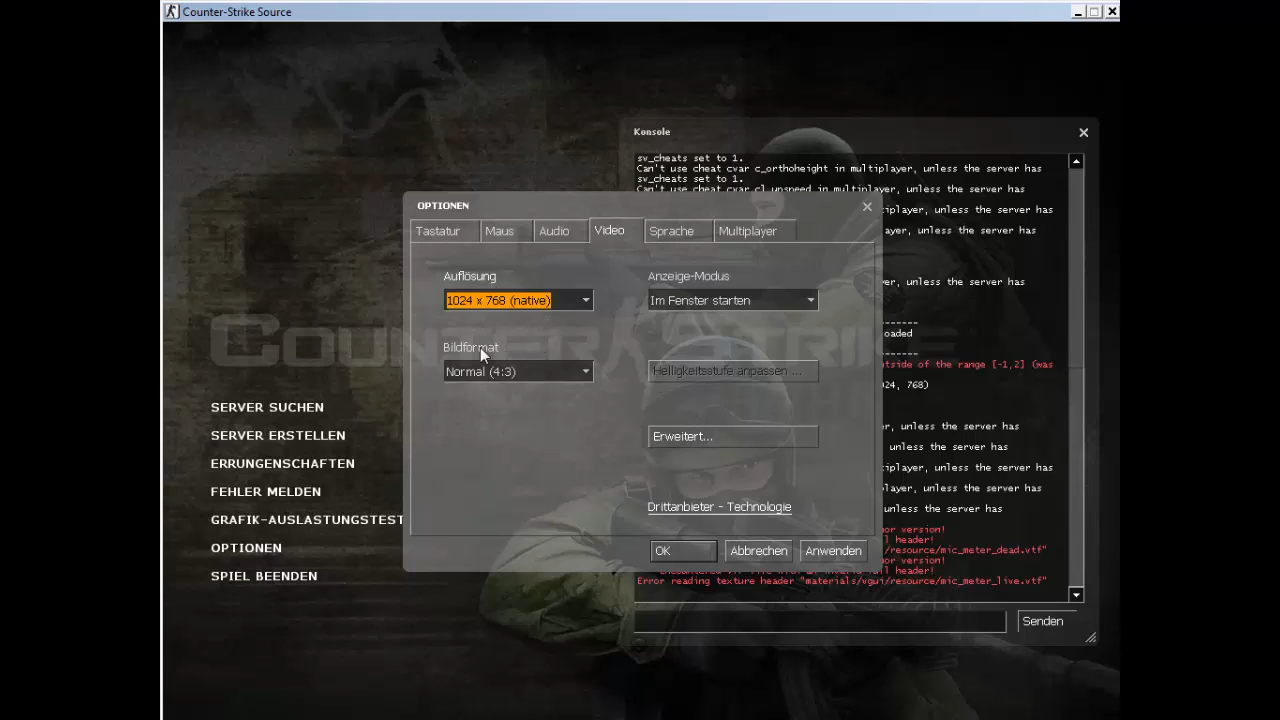 Counter-Strike Source
Konsole
sv_cheats set to 1.
Can't use cheat cvar c_orthoheight in multiplayer, unless the server has
sv_cheats set to 1.
Can't use cheat cvar cl_upspeed in multiplayer, unless the server has
iplayer, unless the server has
ayer, unless the server has
unless the server has
oaded
utside of the range [-1,2] (was
24, 768)
r, unless the server has
unless the server has
iplayer, unless the server has
layer, unless the server has
unless the server has
or version!
l header!
/resource/mic_meter_dead.vtf"
or version!
header!
Error reading texture header "materials/vgui/resource/mic_meter_live.vtf"
Senden
OPTIONEN
Tastatur
Maus
Audio
Video
Sprache
Multiplayer
Auflösung
1024 x 768 (native)
Anzeige-Modus
Im Fenster starten
Bildformat
Normal (4:3)
Helligkeitsstufe anpassen ...
Erweitert...
Drittanbieter - Technologie
OK
Abbrechen
Anwenden
COUNTER STRIKE
SERVER SUCHEN
SERVER ERSTELLEN
ERRUNGENSCHAFTEN
FEHLER MELDEN
GRAFIK-AUSLASTUNGSTEST
OPTIONEN
SPIEL BEENDEN